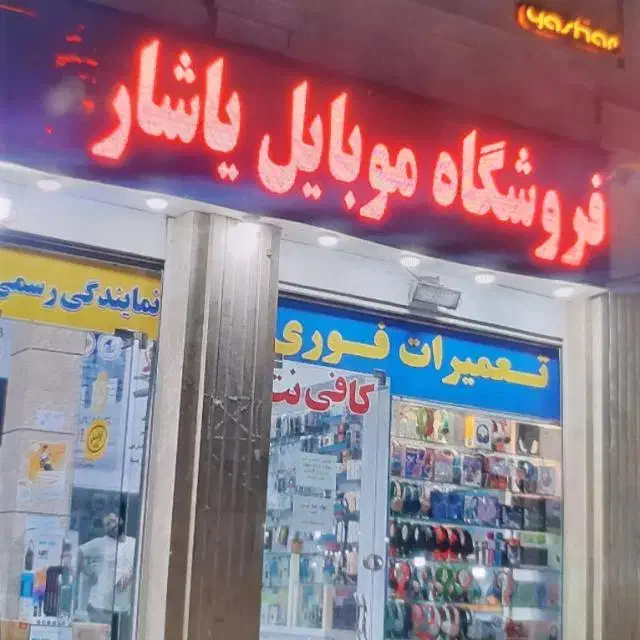 yashar
فروشگاه موبایل یاشار
تعمیرات فوری
نمایندگی رسمی
کافی نت